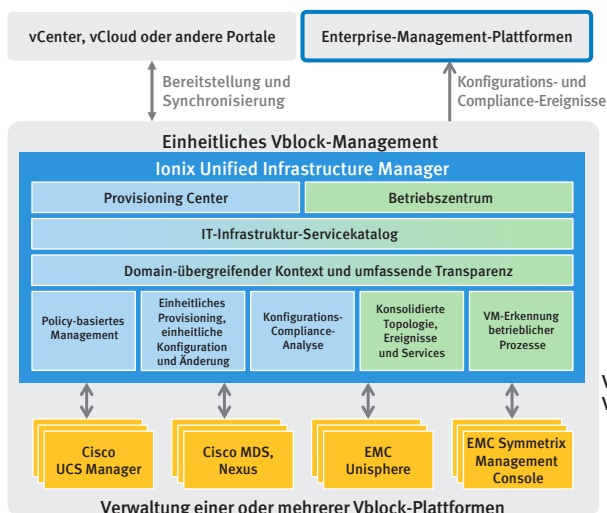 vCenter, vCloud oder andere Portale
Enterprise-Management-Plattformen
Bereitstellung und
Synchronisierung
Konfigurations- und
Compliance-Ereignisse
Einheitliches Vblock-Management
Ionix Unified Infrastructure Manager
Provisioning Center
Betriebszentrum
IT-Infrastruktur-Servicekatalog
Domain-übergreifender Kontext und umfassende Transparenz
Policy-basiertes
Management
Einheitliches
Provisioning,
einheitliche
Konfiguration
und Änderung
Konfigurations-
Compliance-
Analyse
Konsolidierte
Topologie,
Ereignisse
und Services
VM-Erkennung
betrieblicher
Prozesse
Cisco
UCS Manager
Cisco MDS,
Nexus
EMC
Unisphere
EMC Symmetrix
Management
Console
Verwaltung einer oder mehrerer Vblock-Plattformen